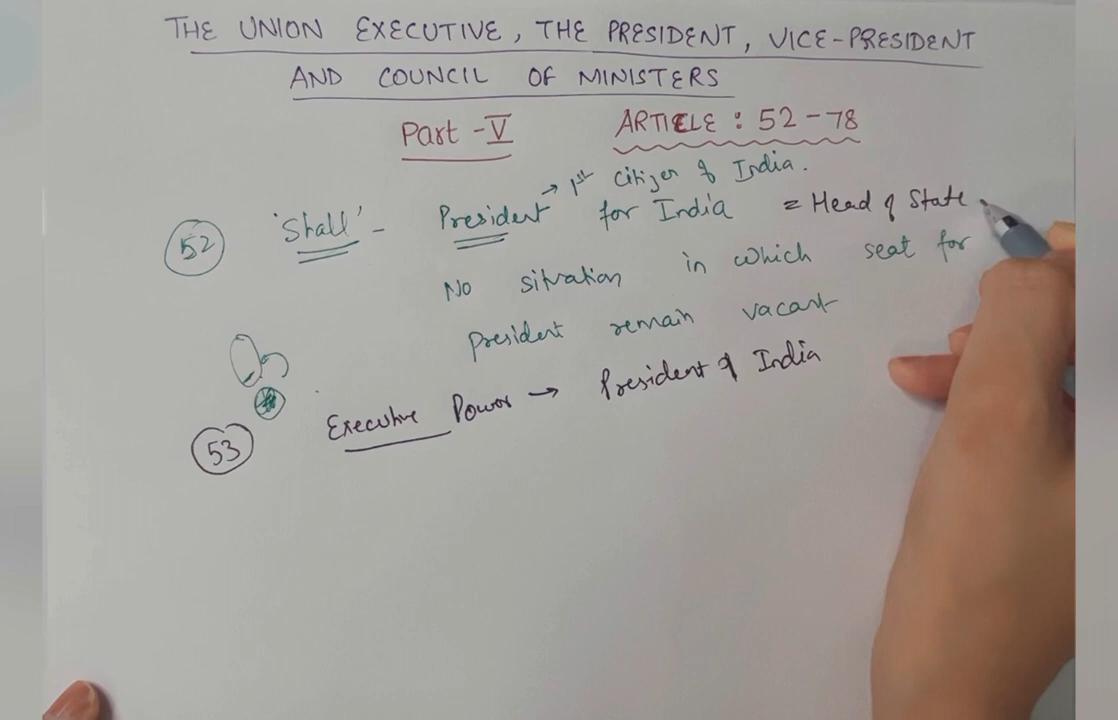 THE UNION EXECUTIVE, THE PRESIDENT, VICE-PRESIDENT
AND COUNCIL OF MINISTERS
Part -V ARTICLE : 52-78
→ 1st Citizen of India.
52 'Shall' - President for India = Head of State
No situation in which seat for
president remain vacant
53 Executive Power → President of India